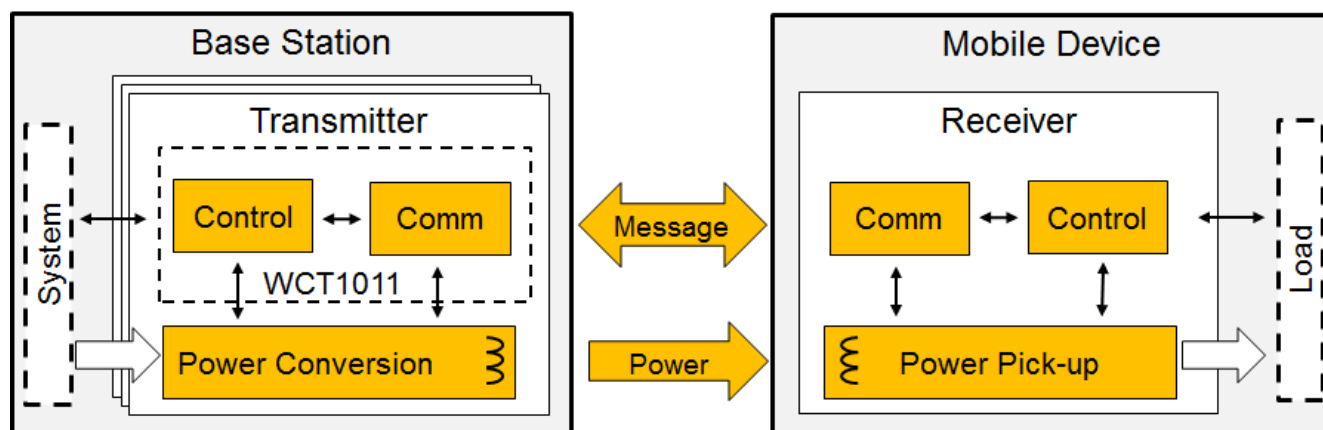 Base Station
Transmitter
System
Control
Comm
WCT1011
Power Conversion
Message
Power
Mobile Device
Receiver
Comm
Control
Power Pick-up
Load